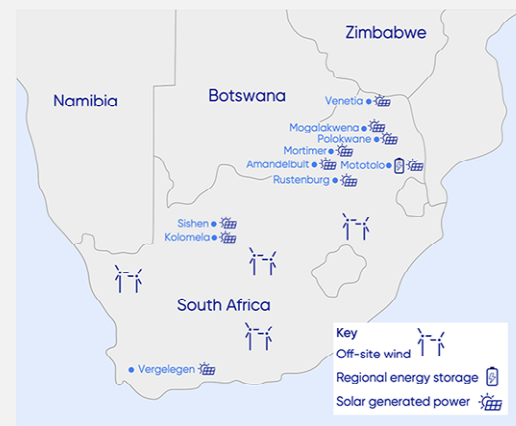 Zimbabwe
Namibia
Botswana
Venetia
Mogalakwena
Polokwane
Mortimer
Amandelbult
Mototolo
Rustenburg
Sishen
Kolomela
South Africa
Vergelegen
Key
Off-site wind
Regional energy storage
Solar generated power